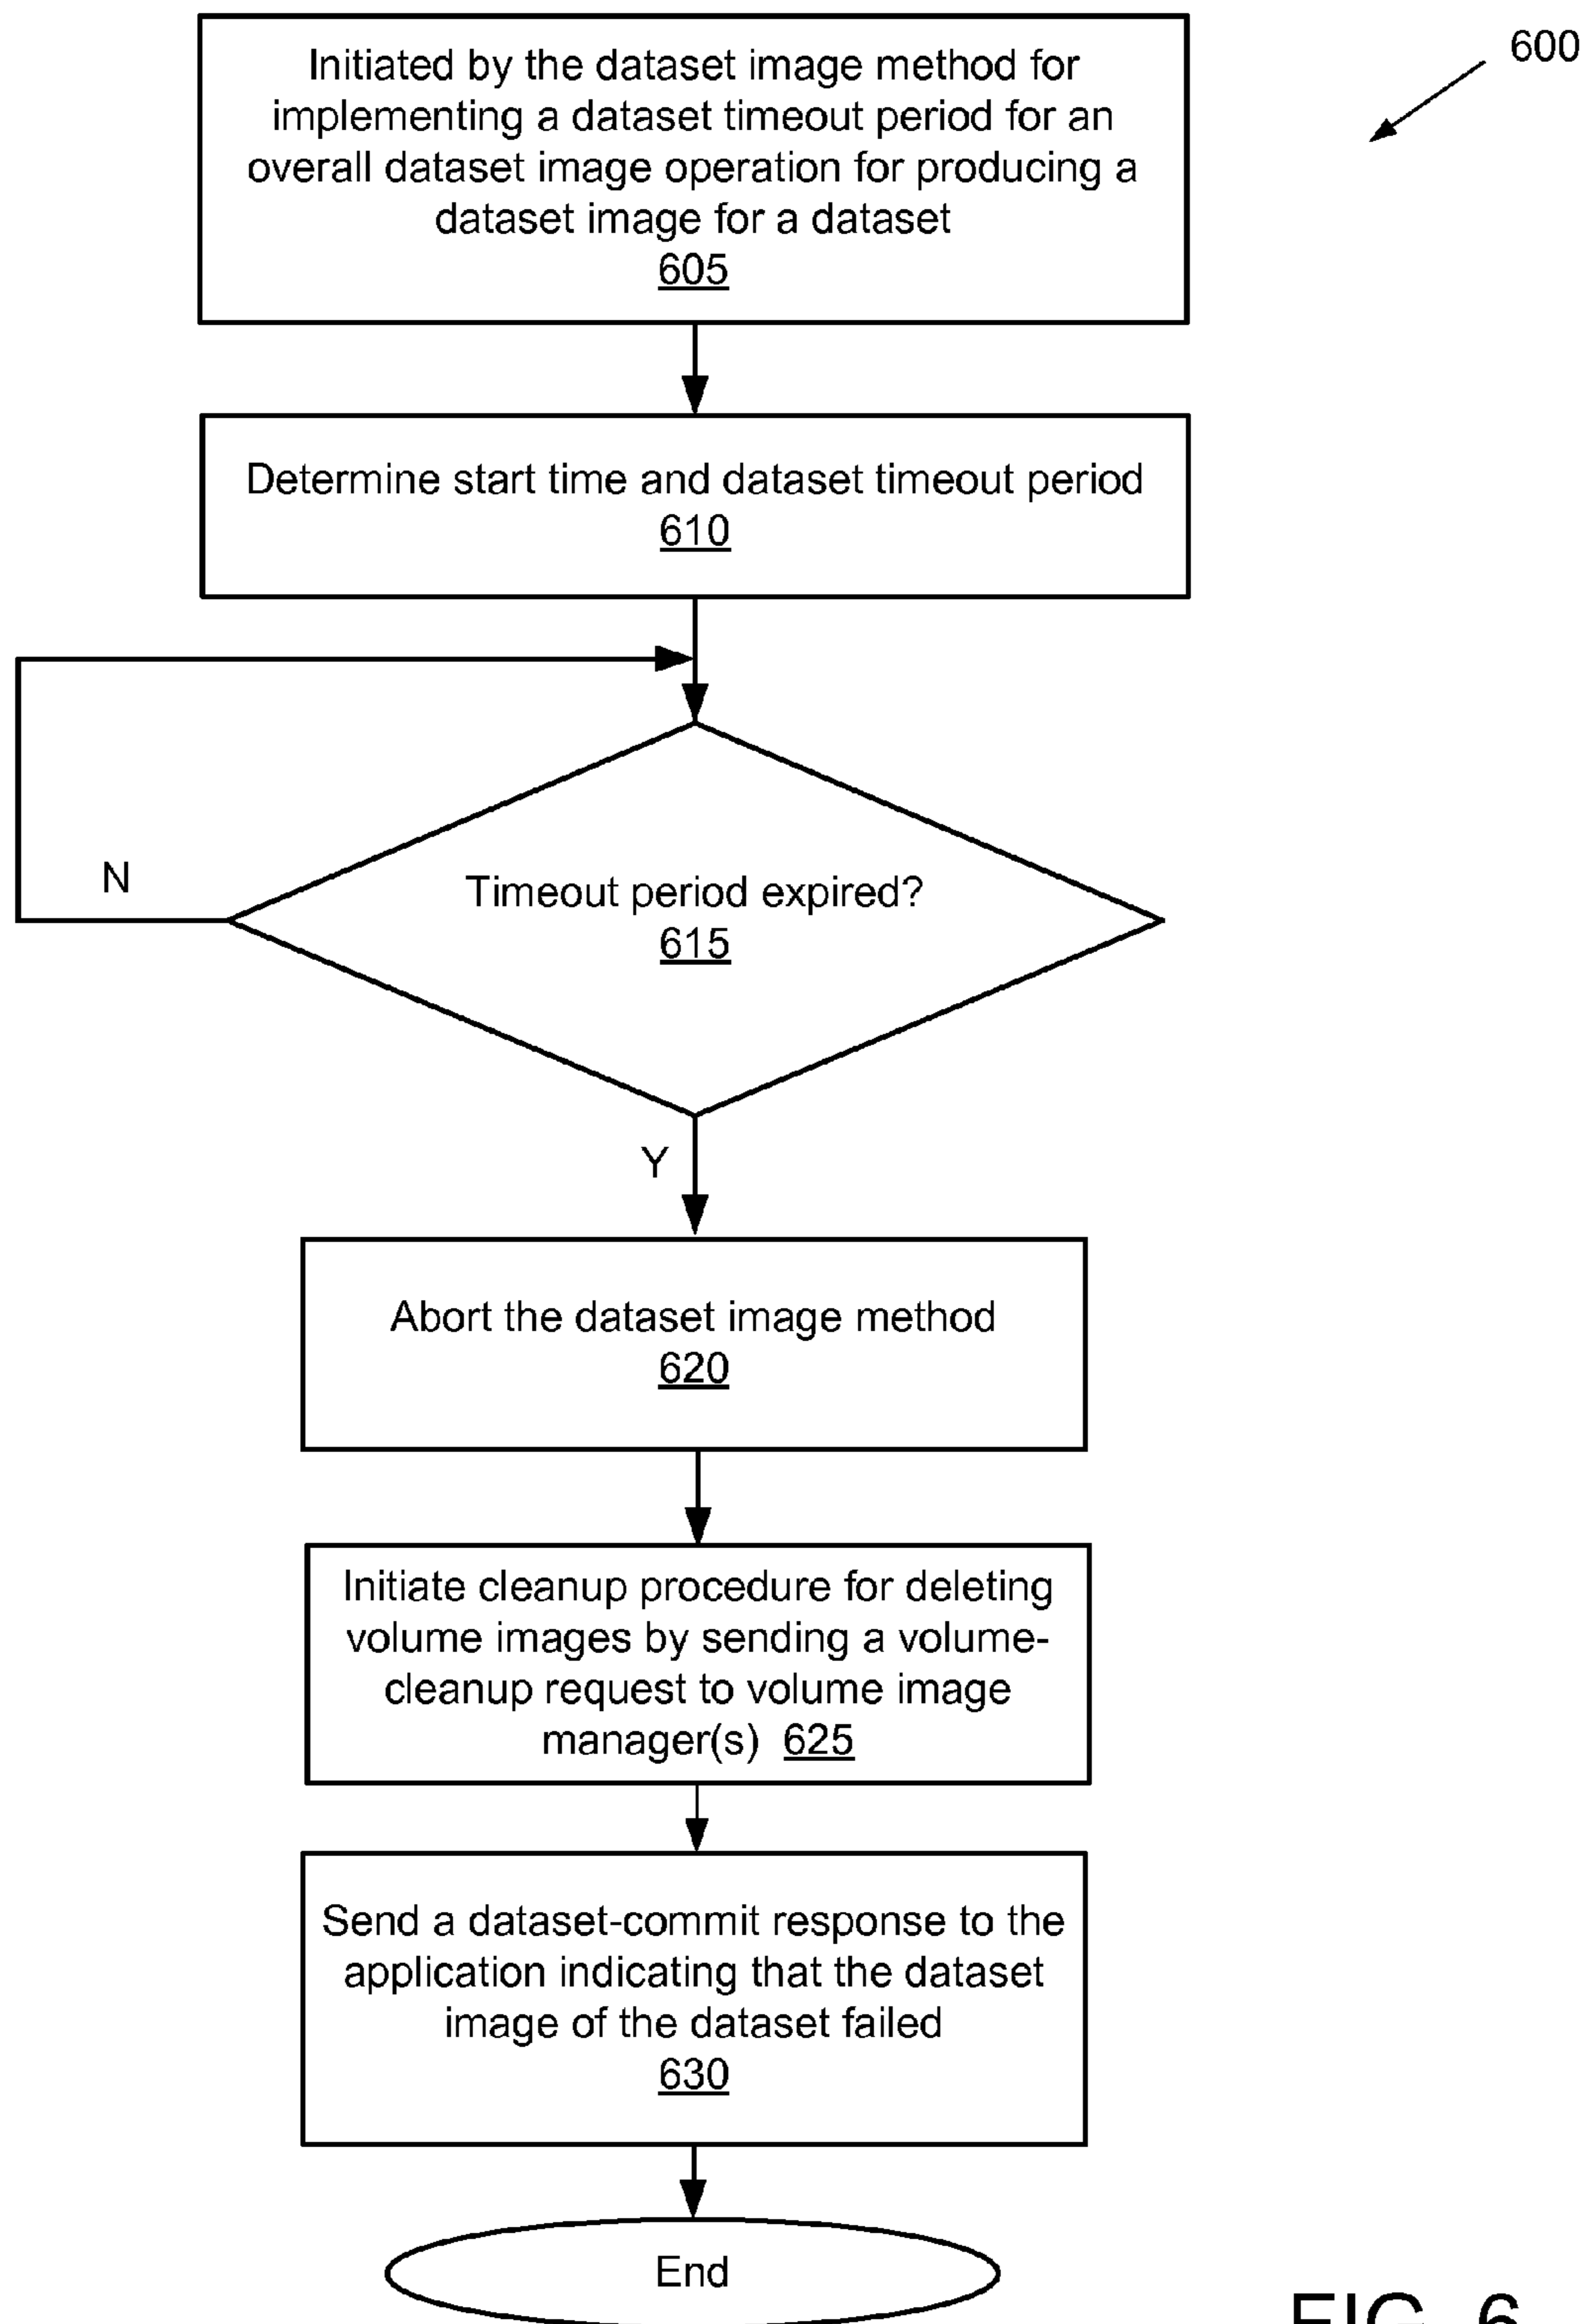 600
Initiated by the dataset image method for
implementing a dataset timeout period for an
overall dataset image operation for producing a
dataset image for a dataset
605
Determine start time and dataset timeout period
610
N
Timeout period expired?
615
Y
Abort the dataset image method
620
Initiate cleanup procedure for deleting
volume images by sending a volume-
cleanup request to volume image
manager(s) 625
Send a dataset-commit response to the
application indicating that the dataset
image of the dataset failed
630
End
FIG. 6